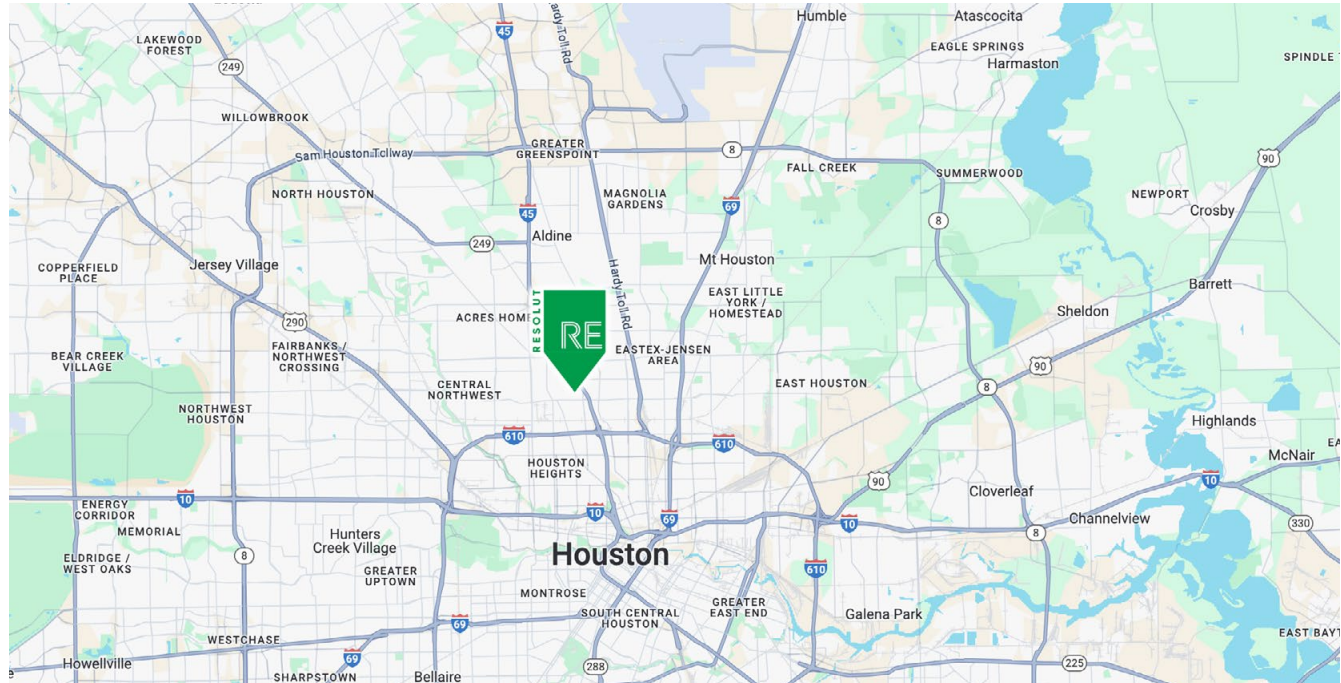 Humble
Atascocita
LAKEWOOD
FOREST
45
Hardy Toll Rd
EAGLE SPRINGS
Harmaston
SPINDLE
249
WILLOWBROOK
GREATER
GREENSPOINT
8
Sam Houston Tollway
FALL CREEK
SUMMERWOOD
90
NORTH HOUSTON
MAGNOLIA
GARDENS
NEWPORT
Crosby
45
69
8
Aldine
249
Mt Houston
Jersey Village
COPPERFIELD
PLACE
Hardy Toll Rd
EAST LITTLE
YORK /
HOMESTEAD
Barrett
Sheldon
RESOLUT
RE
ACRES HOM
290
FAIRBANKS /
NORTHWEST
CROSSING
BEAR CREEK
VILLAGE
EASTEX-JENSEN
AREA
90
CENTRAL
NORTHWEST
EAST HOUSTON
8
NORTHWEST
HOUSTON
Highlands
610
610
McNair
HOUSTON
HEIGHTS
90
10
Cloverleaf
10
ENERGY
CORRIDOR
MEMORIAL
10
69
10
Channelview
330
Hunters
Creek Village
8
ELDRIDGE /
WEST OAKS
8
Houston
GREATER
UPTOWN
610
MONTROSE
GREATER
EAST END
SOUTH CENTRAL
HOUSTON
Galena Park
69
WESTCHASE
EAST BAYT
69
Howellville
288
225
SHARPSTOWN
Bellaire